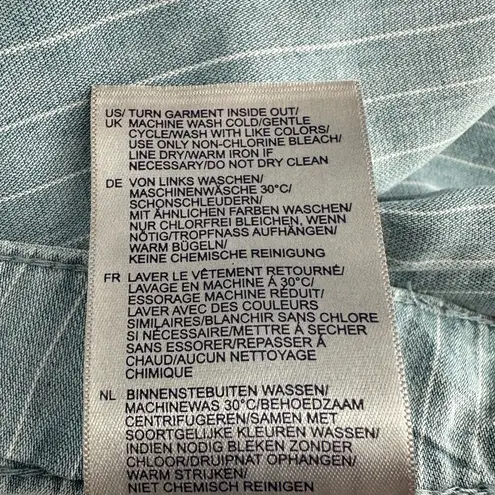 US/ TURN GARMENT INSIDE OUT/
UK MACHINE WASH COLD/GENTLE
CYCLE/WASH WITH LIKE COLORS/
USE ONLY NON-CHLORINE BLEACH/
LINE DRY/WARM IRON IF
NECESSARY/DO NOT DRY CLEAN
DE VON LINKS WASCHEN/
MASCHINENWÄSCHE 30°C/
SCHONSCHLEUDERN/
MIT ÄHNLICHEN FARBEN WASCHEN/
NUR CHLORFREI BLEICHEN, WENN
NÖTIG/TROPFNASS AUFHÄNGEN/
WARM BÜGELN/
KEINE CHEMISCHE REINIGUNG
FR LAVER LE VÊTEMENT RETOURNÉ/
LAVAGE EN MACHINE Á 30°C/
ESSORAGE MACHINE RÉDUIT/
LAVER AVEC DES COULEURS
SIMILAIRES/BLANCHIR SANS CHLORE
SI NÉCESSAIRE/METTRE Á SECHER
SANS ESSORER/REPASSER Á
CHAUD/AUCUN NETTOYAGE
CHIMIQUE
NL BINNENSTEBUITEN WASSEN/
MACHINEWAS 30°C/BEHOEDZAAM
CENTRIFUGEREN/SAMEN MET
SOORTGELIJKE KLEUREN WASSEN/
INDIEN NODIG BLEKEN ZONDER
CHLOOR/DRUIPNAT OPHANGEN/
WARM STRIJKEN/
NIET CHEMISCH REINIGEN